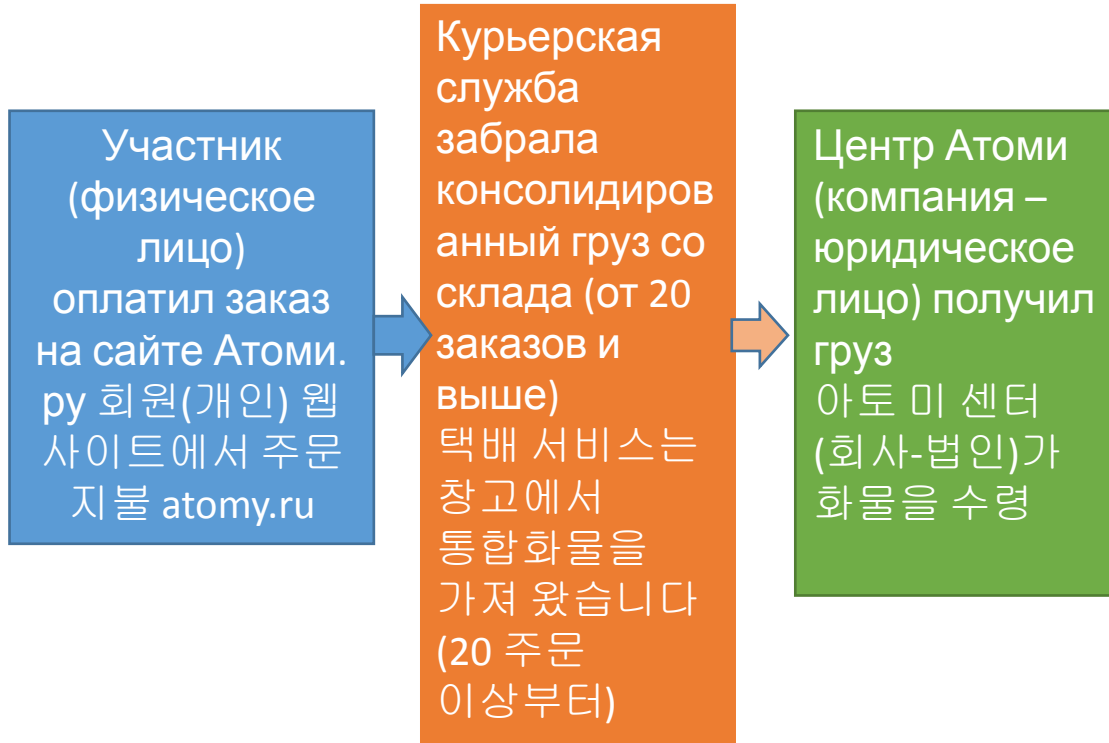 Участник
(физическое
лицо)
оплатил заказ
на сайте Атоми.
ру 회원(개인) 웹
사이트에서 주문
지불 atomy.ru
Курьерская
служба
забрала
консолидиров
анный груз со
склада (от 20
заказов и
выше)
택배 서비스는
창고에서
통합화물을
가져 왔습니다
(20 주문
이상부터)
Центр Атоми
(компания –
юридическое
лицо) получил
груз
아토 미 센터
(회사-법인)가
화물을 수령